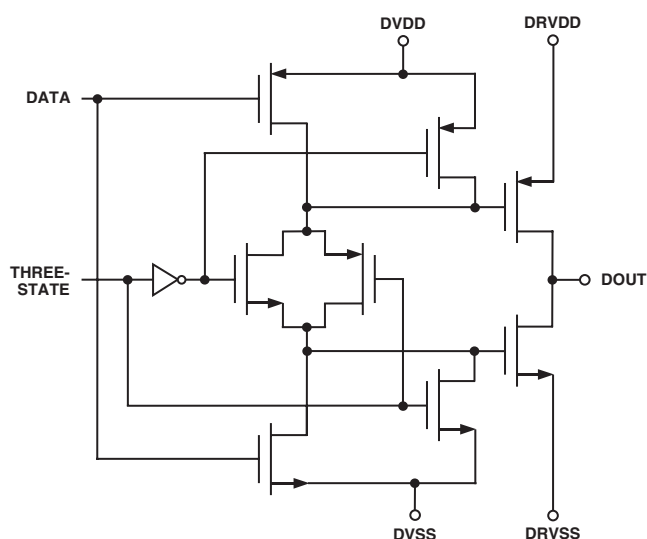 DVDD
DRVDD
DATA
THREE-
STATE
DOUT
DVSS
DRVSS